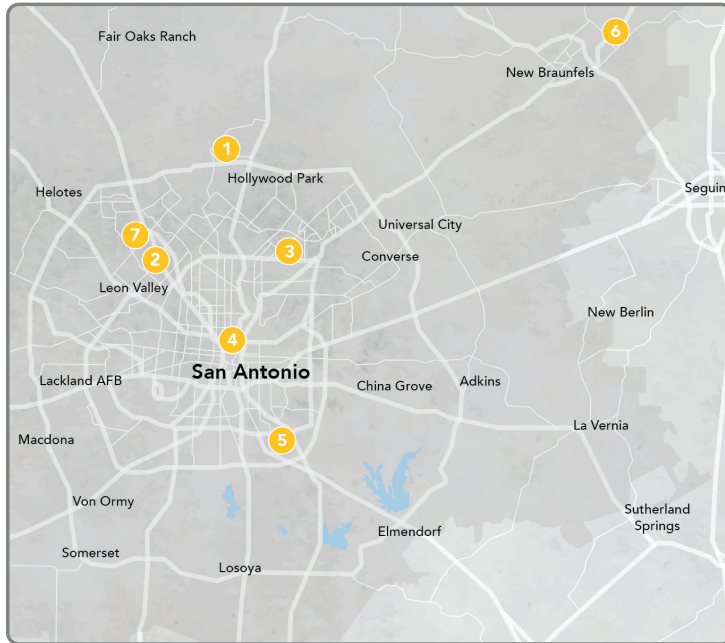 Fair Oaks Ranch
6
New Braunfels
1
Hollywood Park
Helotes
Seguin
Universal City
7
3
2
Converse
Leon Valley
New Berlin
4
San Antonio
Lackland AFB
China Grove
Adkins
La Vernia
Macdona
5
Von Ormy
Sutherland
Springs
Elmendorf
Somerset
Losoya